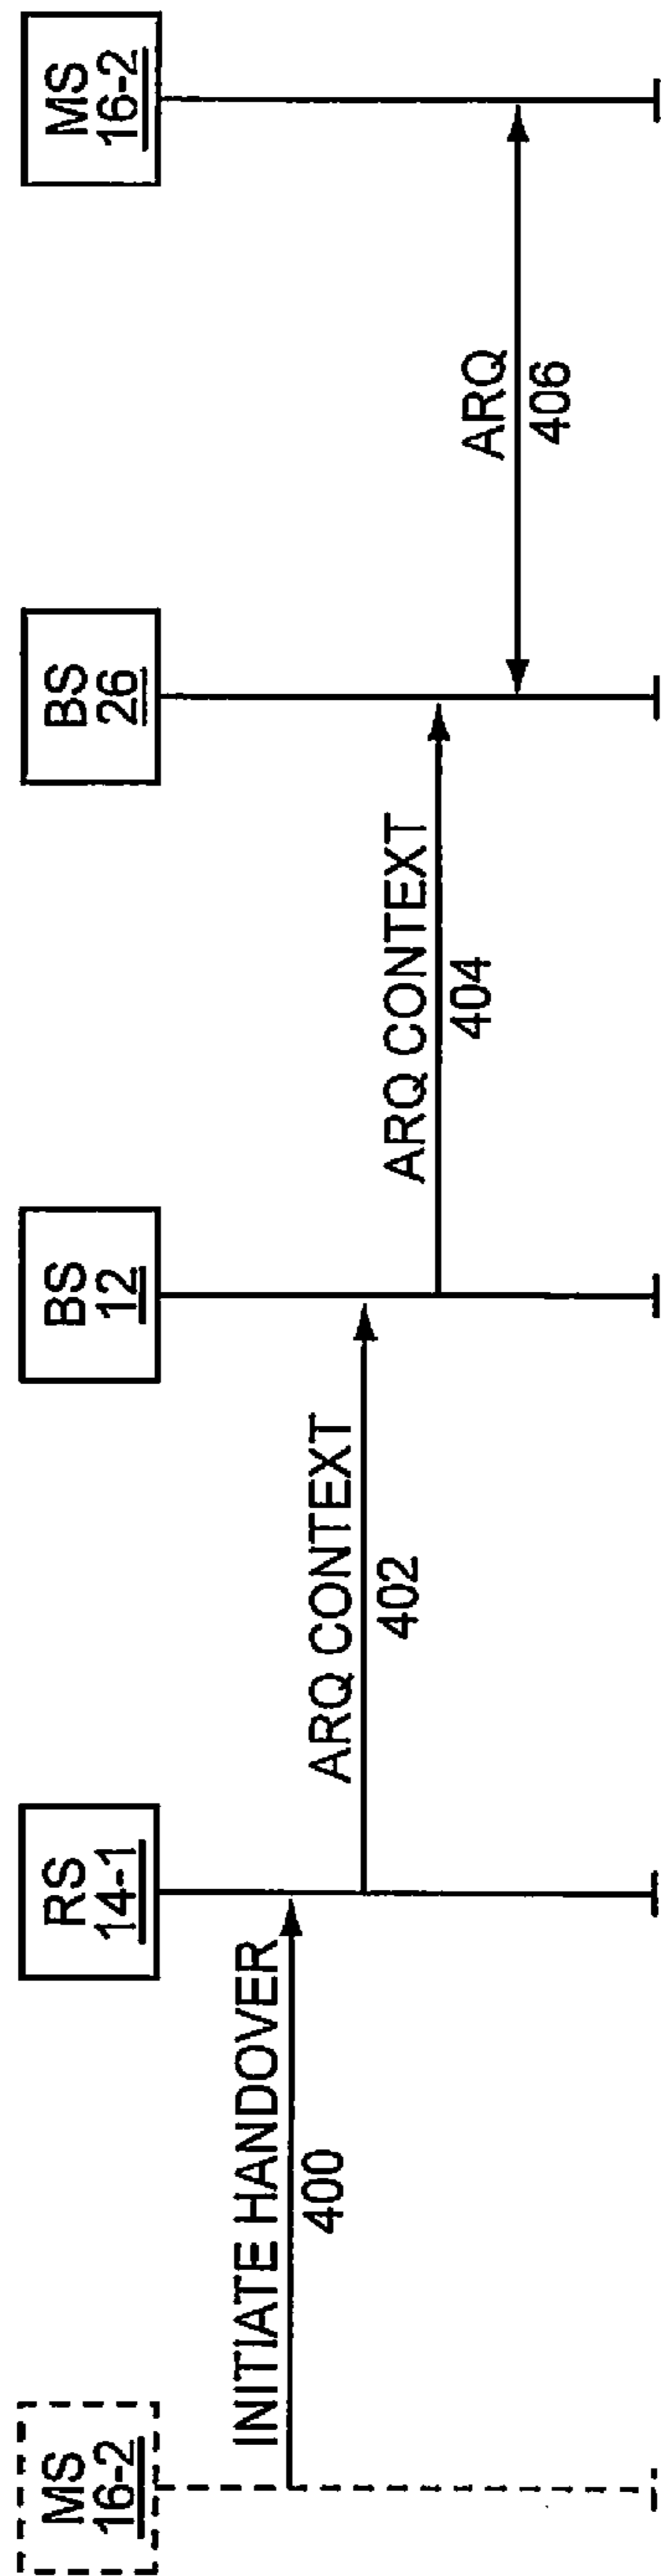 MS
16-2
RS
14-1
BS
12
BS
26
MS
16-2
INITIATE HANDOVER
400
ARQ CONTEXT
402
ARQ CONTEXT
404
ARQ
406